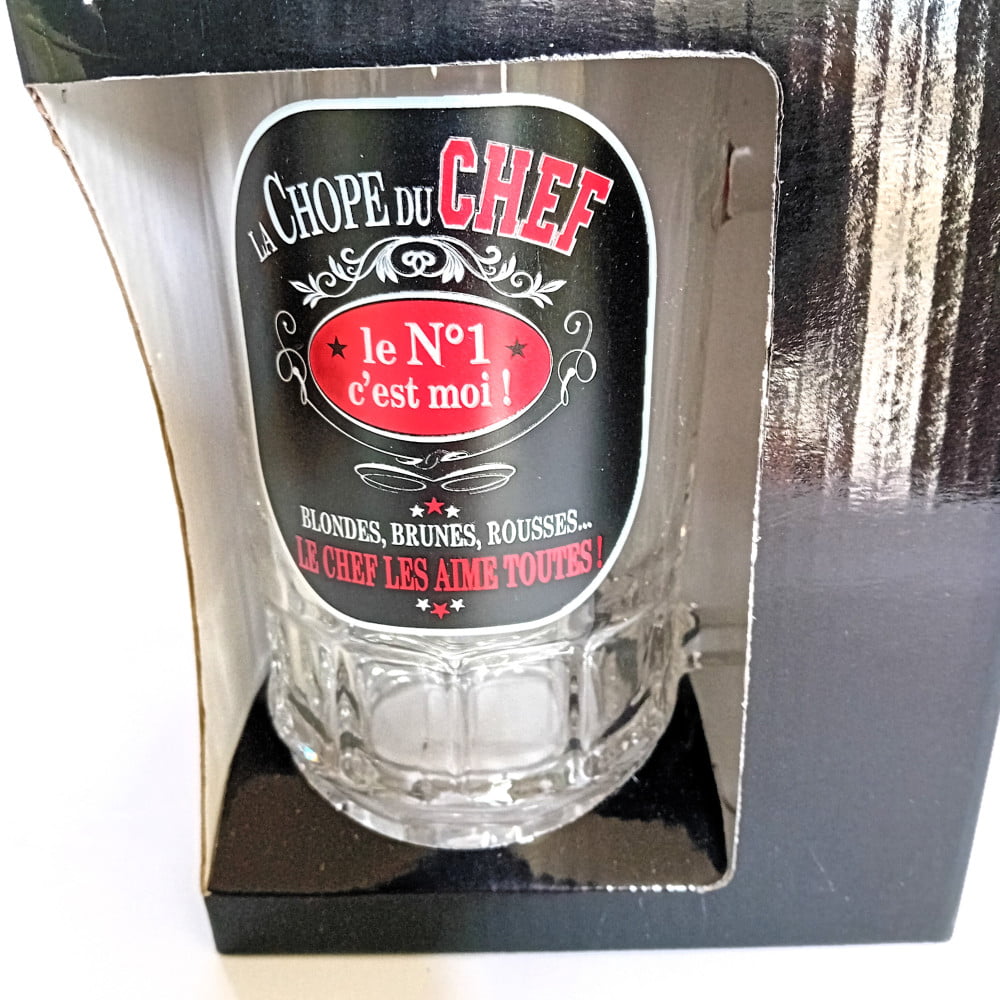 LA CHOPE DU CHEF
le N°1
c'est moi !
BLONDES, BRUNES, ROUSSES...
LE CHEF LES AIME TOUTES !